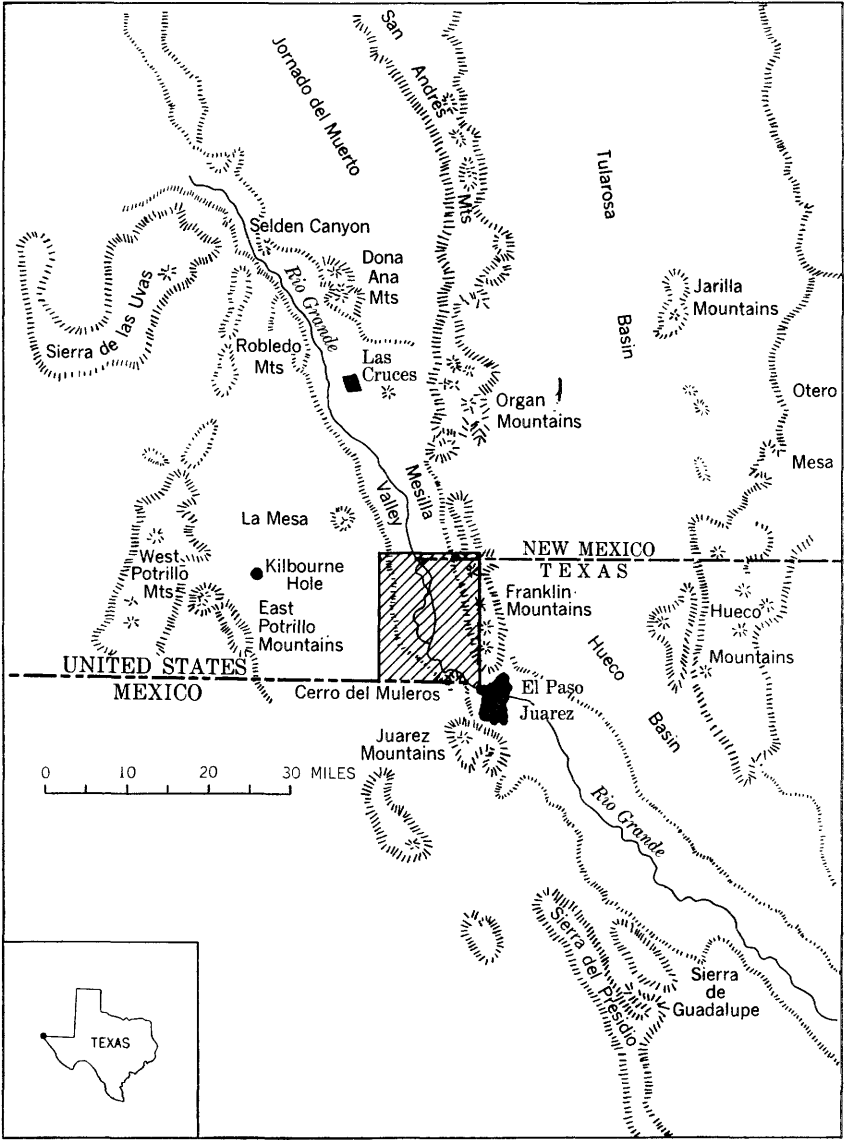 San
Andres
Mts
Jornado del Muerto
Tularosa
Basin
Selden Canyon
Dona
Ana
Mts
Rio Grande
Jarilla
Mountains
Sierra de las Uvas
Robledo
Mts
Las
Cruces
Organ
Mountains
Otero
Mesa
Mesilla
Valley
La Mesa
West
Potrillo
Mts
Kilbourne
Hole
East
Potrillo
Mountains
NEW MEXICO
TEXAS
Franklin
Mountains
Hueco
Mountains
Hueco
Basin
UNITED STATES
MEXICO
Cerro del Muleros
El Paso
Juarez
Juarez
Mountains
0 10 20 30 MILES
Rio Grande
Sierra del Presidio
Sierra
de
Guadalupe
TEXAS